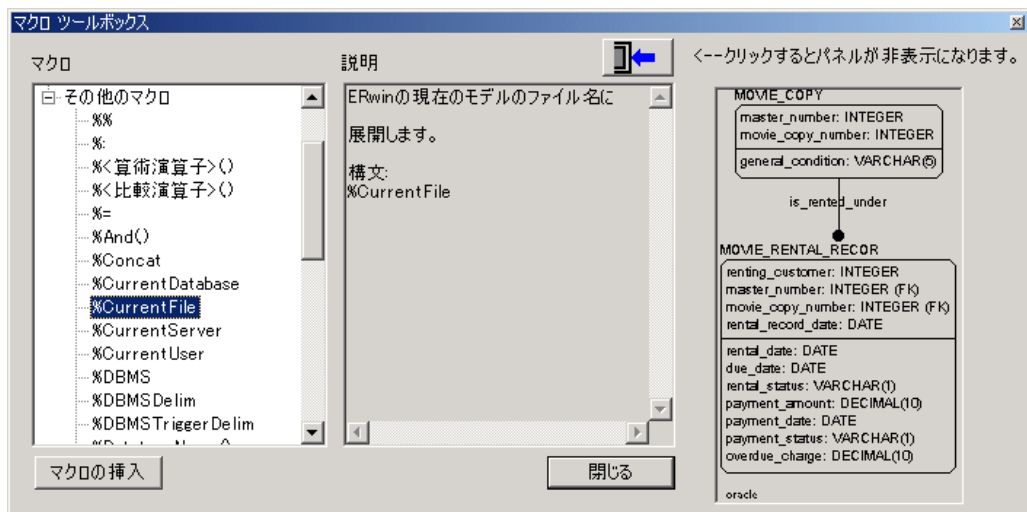 マクロ ツールボックス
マクロ
説明
<--クリックするとパネルが非表示になります。
その他のマクロ
%%
%:
%<算術演算子>()
%<比較演算子>()
%=
%And()
%Concat
%CurrentDatabase
%CurrentFile
%CurrentServer
%CurrentUser
%DBMS
%DBMSDelim
%DBMSTriggerDelim
ERwinの現在のモデルのファイル名に
展開します。
構文:
%CurrentFile
MOVIE_COPY
master_number: INTEGER
movie_copy_number: INTEGER
general_condition: VARCHAR(5)
is_rented_under
MOVIE_RENTAL_RECOR
renting_customer: INTEGER
master_number: INTEGER (FK)
movie_copy_number: INTEGER (FK)
rental_record_date: DATE
rental_date: DATE
due_date: DATE
rental_status: VARCHAR(1)
payment_amount: DECIMAL(10)
payment_date: DATE
payment_status: VARCHAR(1)
overdue_charge: DECIMAL(10)
oracle
マクロの挿入
閉じる